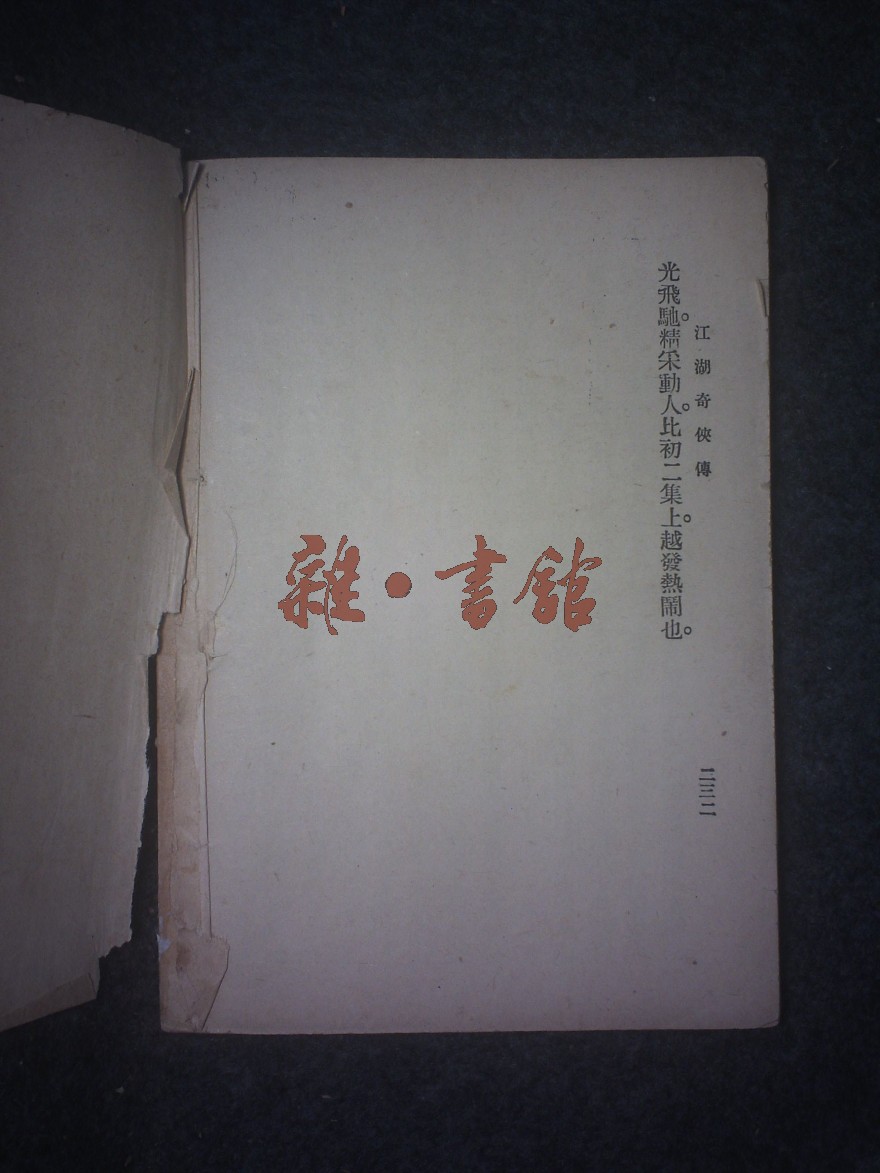 江湖奇俠傳
光飛馳。精采動人。比初二集上。越發熱鬧也。
二三二
雜·書館